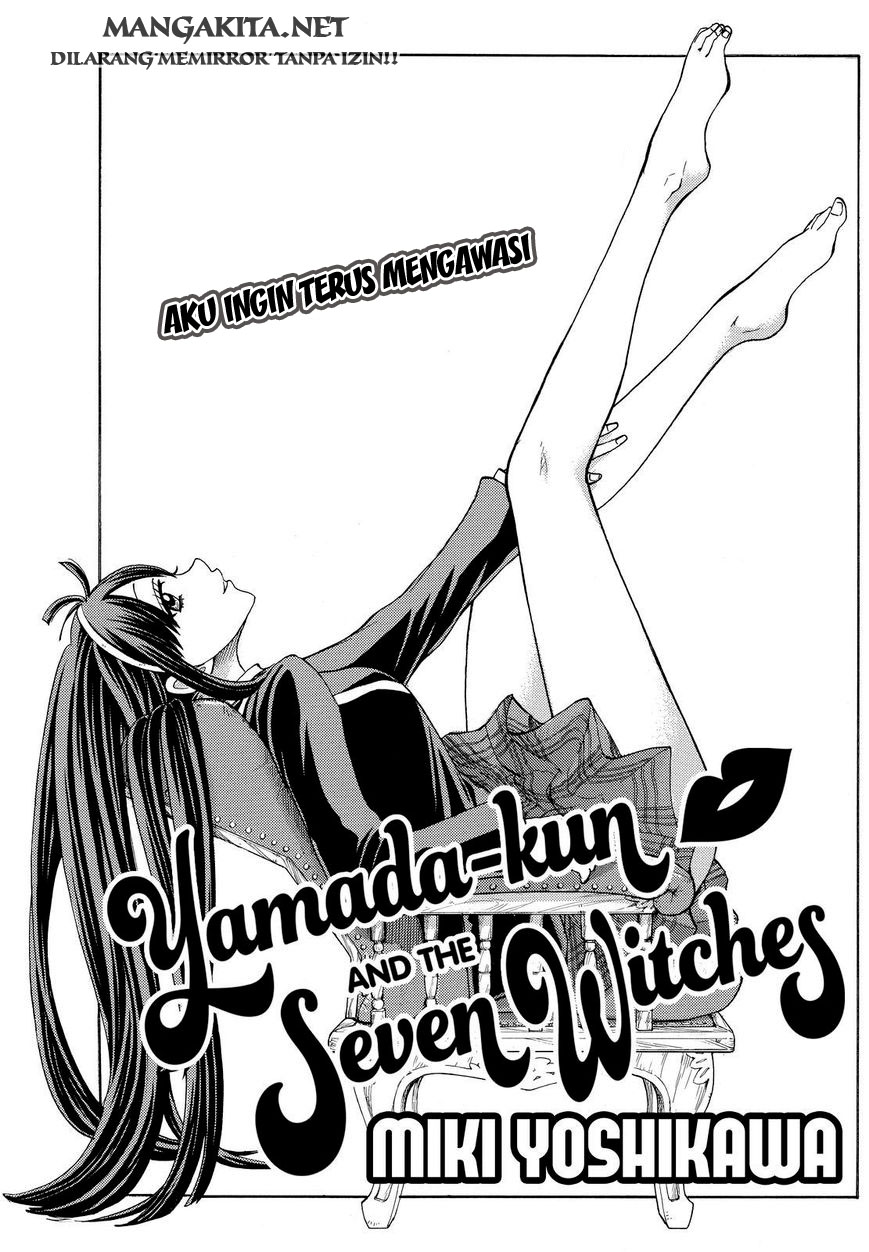 MANGAKITA.NET
DILARANG MEMIRROR TANPA IZIN!!
AKU INGIN TERUS MENGAWASI
Yamada-kun
AND THE
Seven Witches
MIKI YOSHIKAWA